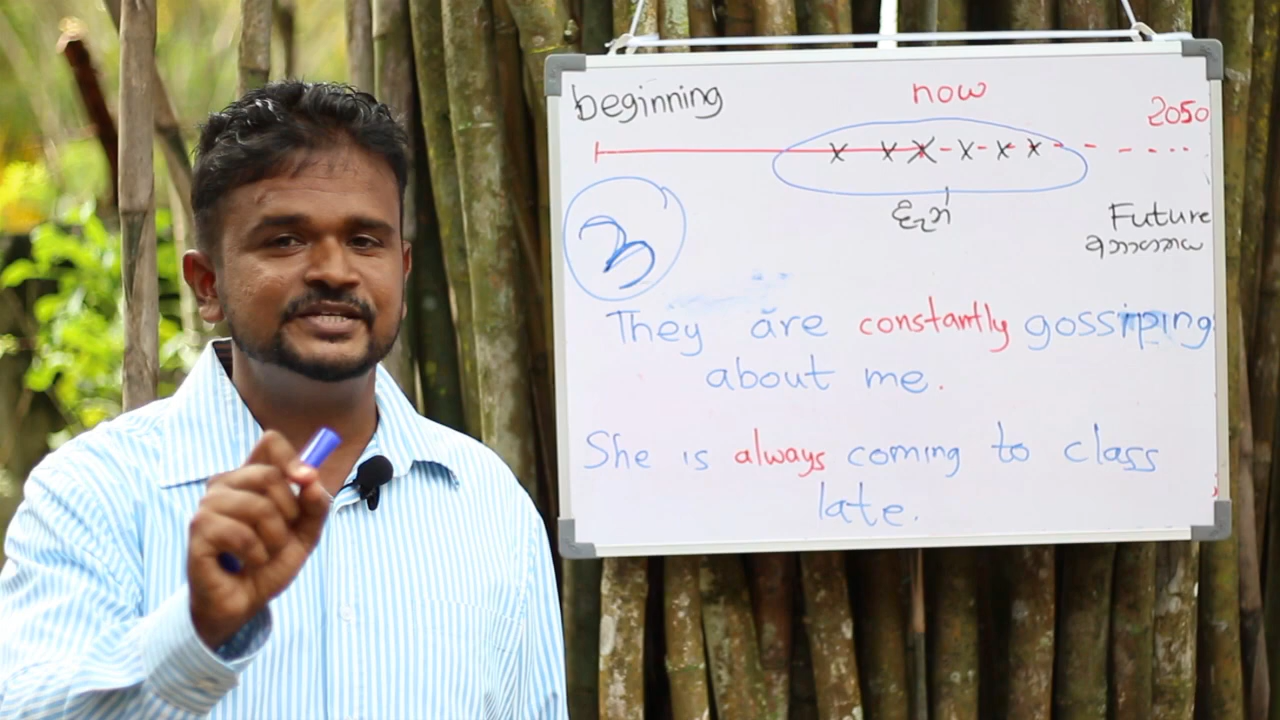 beginning
now
2050
x x x x x x
දැන්
3
Future
අනාගතය
They are constantly gossiping
about me.
She is always coming to class
late.